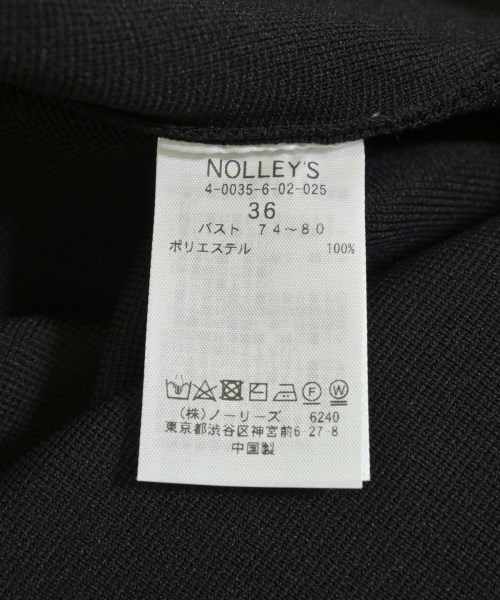 NOLLEY'S
4-0035-6-02-025
36
バスト 74～80
ポリエステル 100%
F W
(株)ノーリーズ 6240
東京都渋谷区神宮前6 27-8
中国製